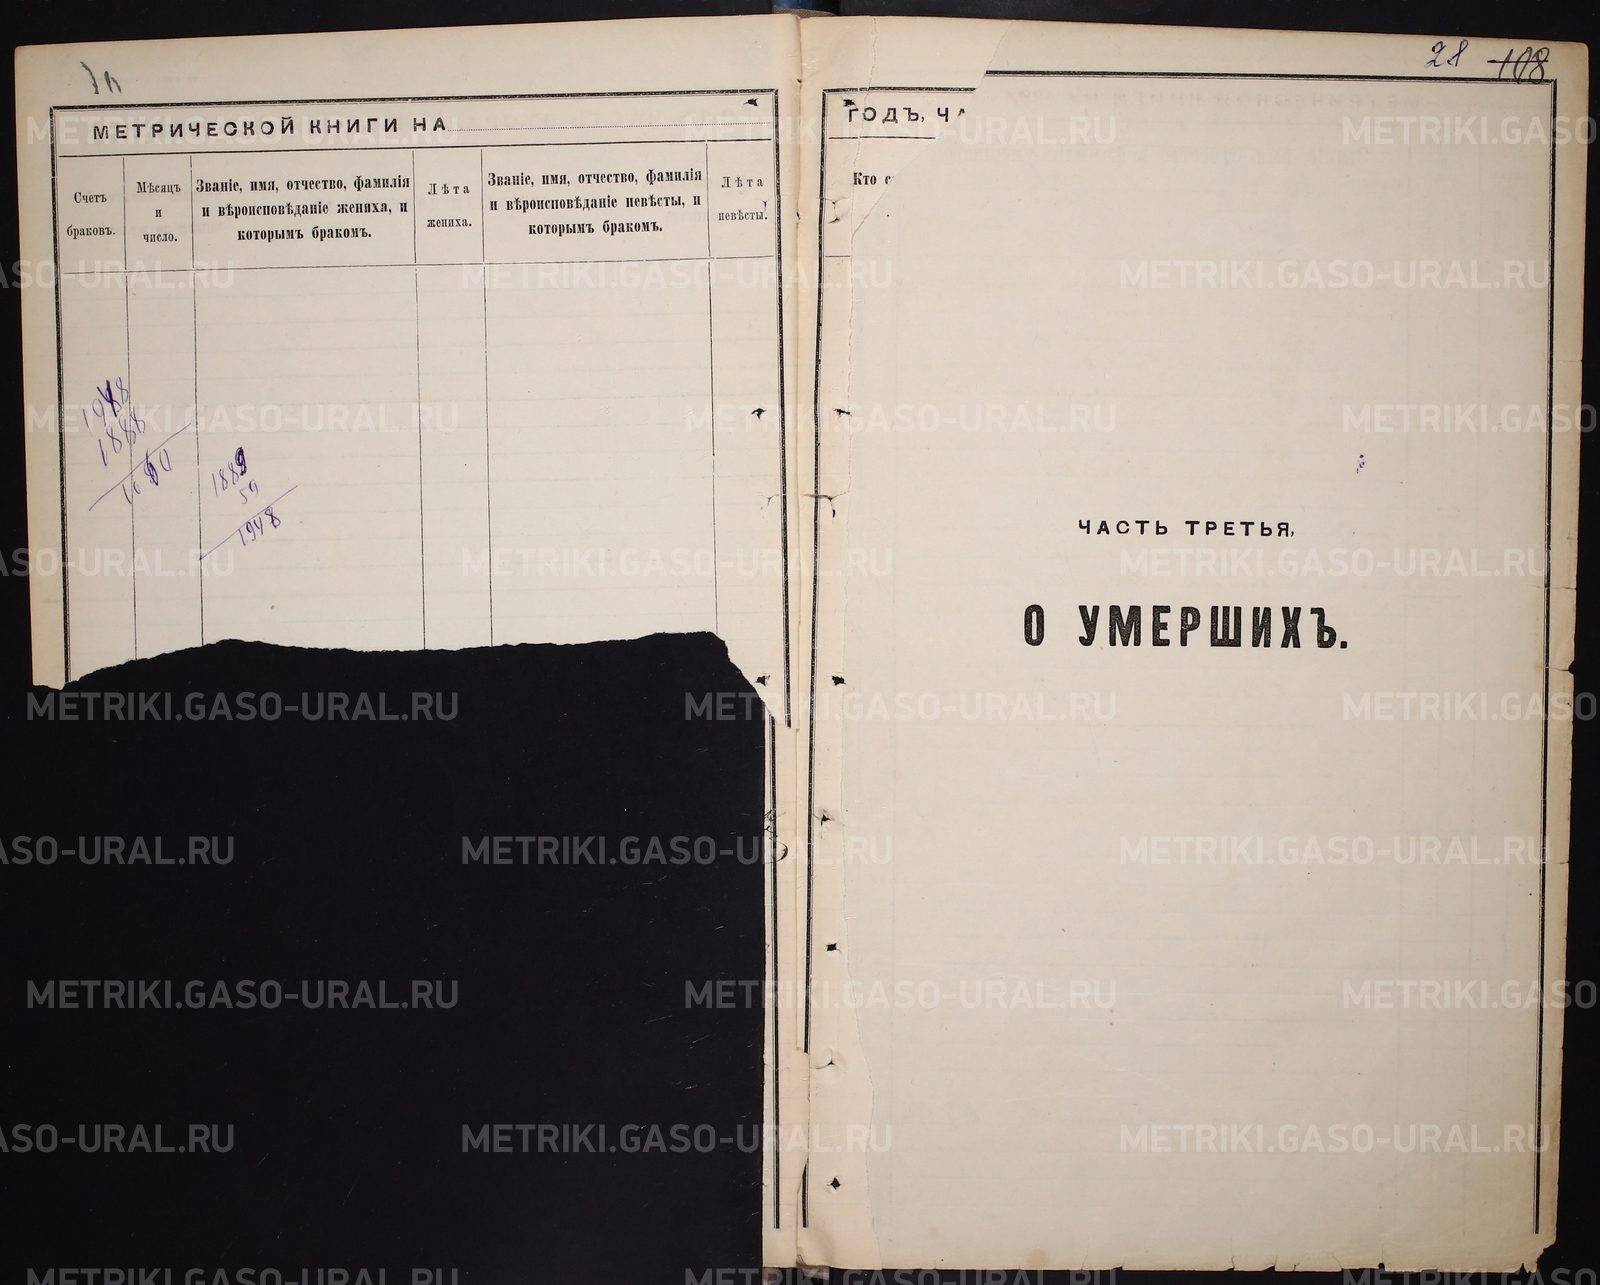 28 108
МЕТРИЧЕСКОЙ КНИГИ НА
ГОДЪ, ЧА
Счетъ
браковъ.
Мѣсяцъ
и
число.
Званіе, имя, отчество, фамилія
и вѣроисповѣданіе жениха, и
которымъ бракомъ.
Лѣта
жениха.
Званіе, имя, отчество, фамилія
и вѣроисповѣданіе невѣсты, и
которымъ бракомъ.
Лѣта
невѣсты.
Кто
1948
1888
1889
59
1948
ЧАСТЬ ТРЕТЬЯ,
О УМЕРШИХЪ.
METRIKI.GASO-URAL.RU